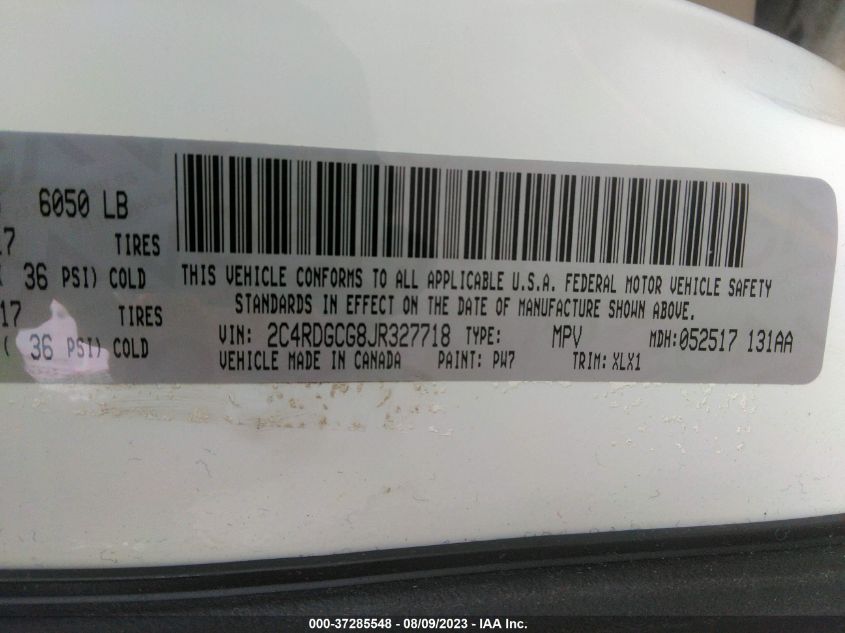 6050 LB
TIRES
36 PSI) COLD
17 TIRES
( 36 PSI) COLD
THIS VEHICLE CONFORMS TO ALL APPLICABLE U.S.A. FEDERAL MOTOR VEHICLE SAFETY
STANDARDS IN EFFECT ON THE DATE OF MANUFACTURE SHOWN ABOVE.
VIN: 2C4RDGCG8JR327718 TYPE: MPV MDH:052517 131AA
VEHICLE MADE IN CANADA PAINT: PW7 TRIM: XLX1
000-37285548 - 08/09/2023 - IAA Inc.